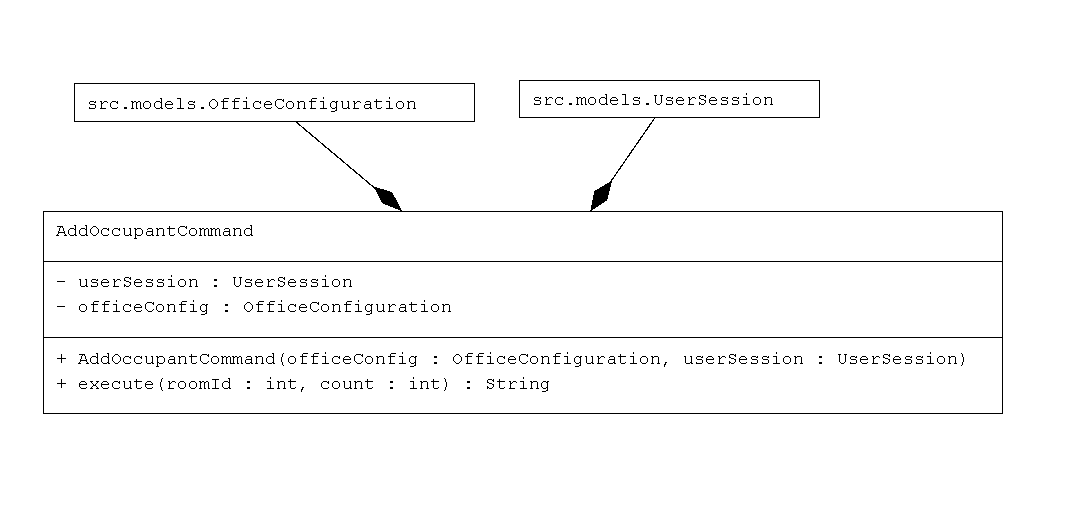 src.models.OfficeConfiguration
src.models.UserSession
AddOccupantCommand
- userSession : UserSession
- officeConfig : OfficeConfiguration
+ AddOccupantCommand(officeConfig : OfficeConfiguration, userSession : UserSession)
+ execute(roomId : int, count : int) : String